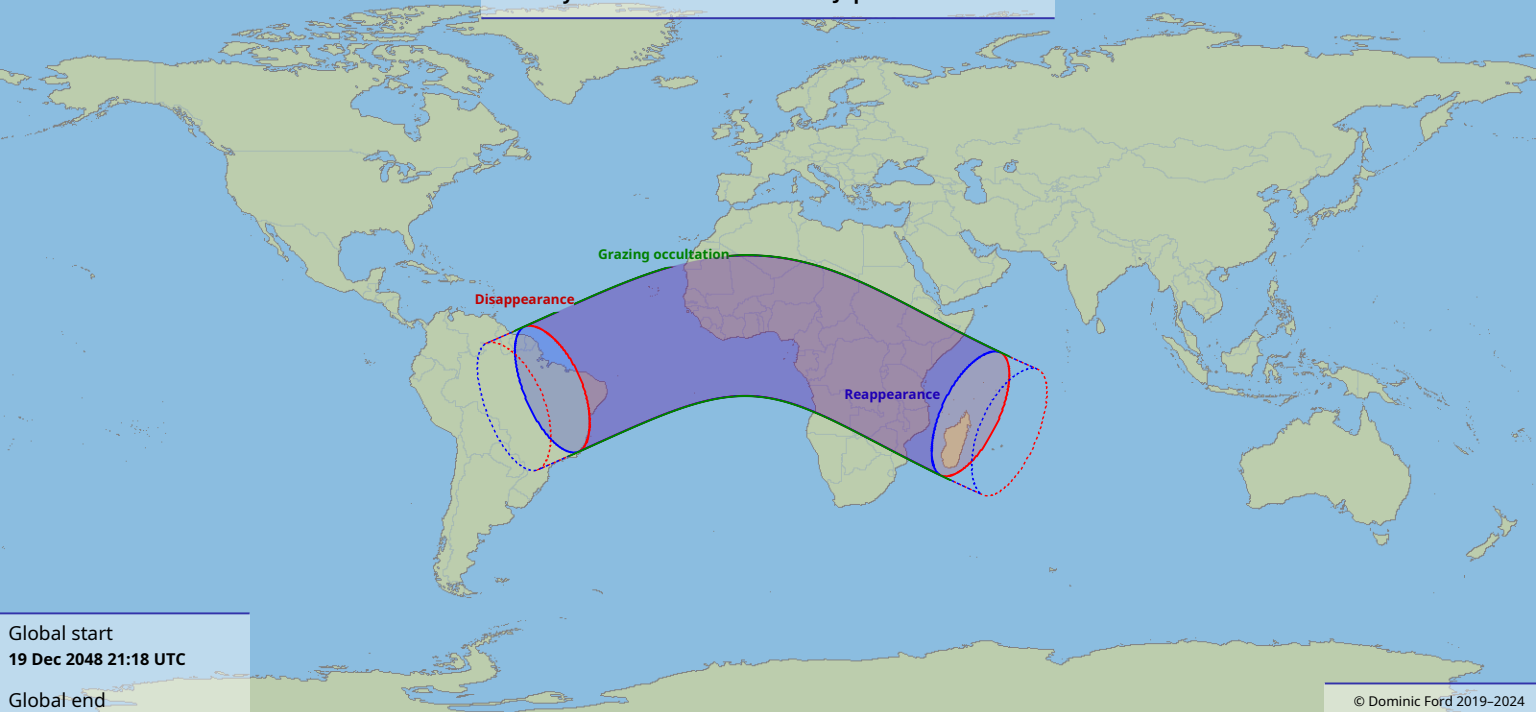 Grazing occultation
Disappearance
Reappearance
Global start
19 Dec 2048 21:18 UTC
Global end
© Dominic Ford 2019–2024